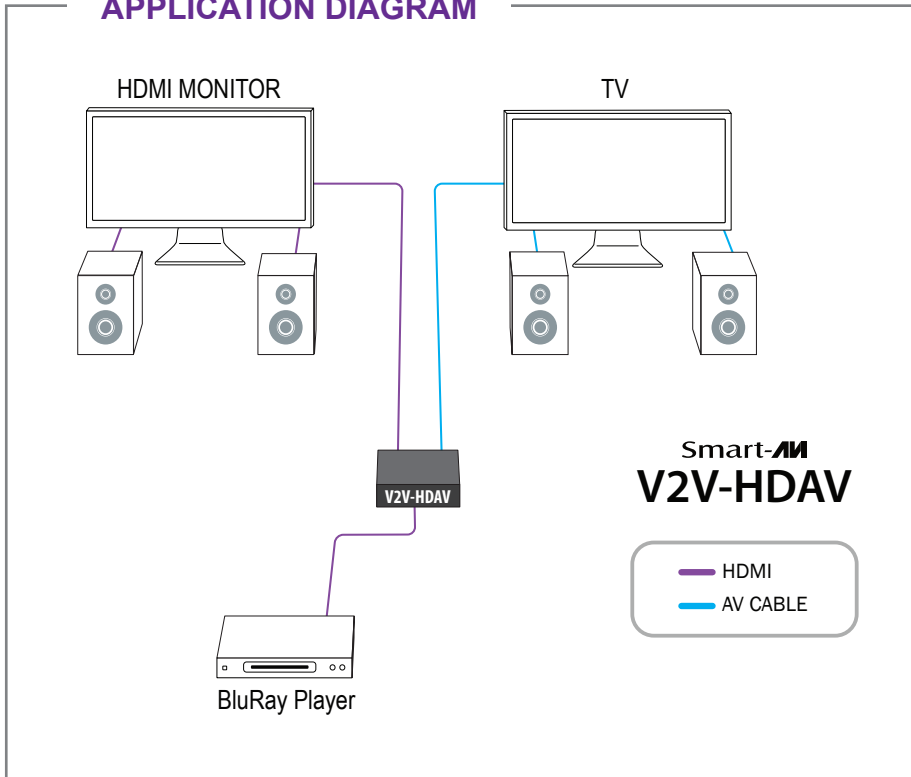 APPLICATION DIAGRAM
HDMI MONITOR
TV
V2V-HDAV
Smart-AVI
V2V-HDAV
HDMI
AV CABLE
BluRay Player